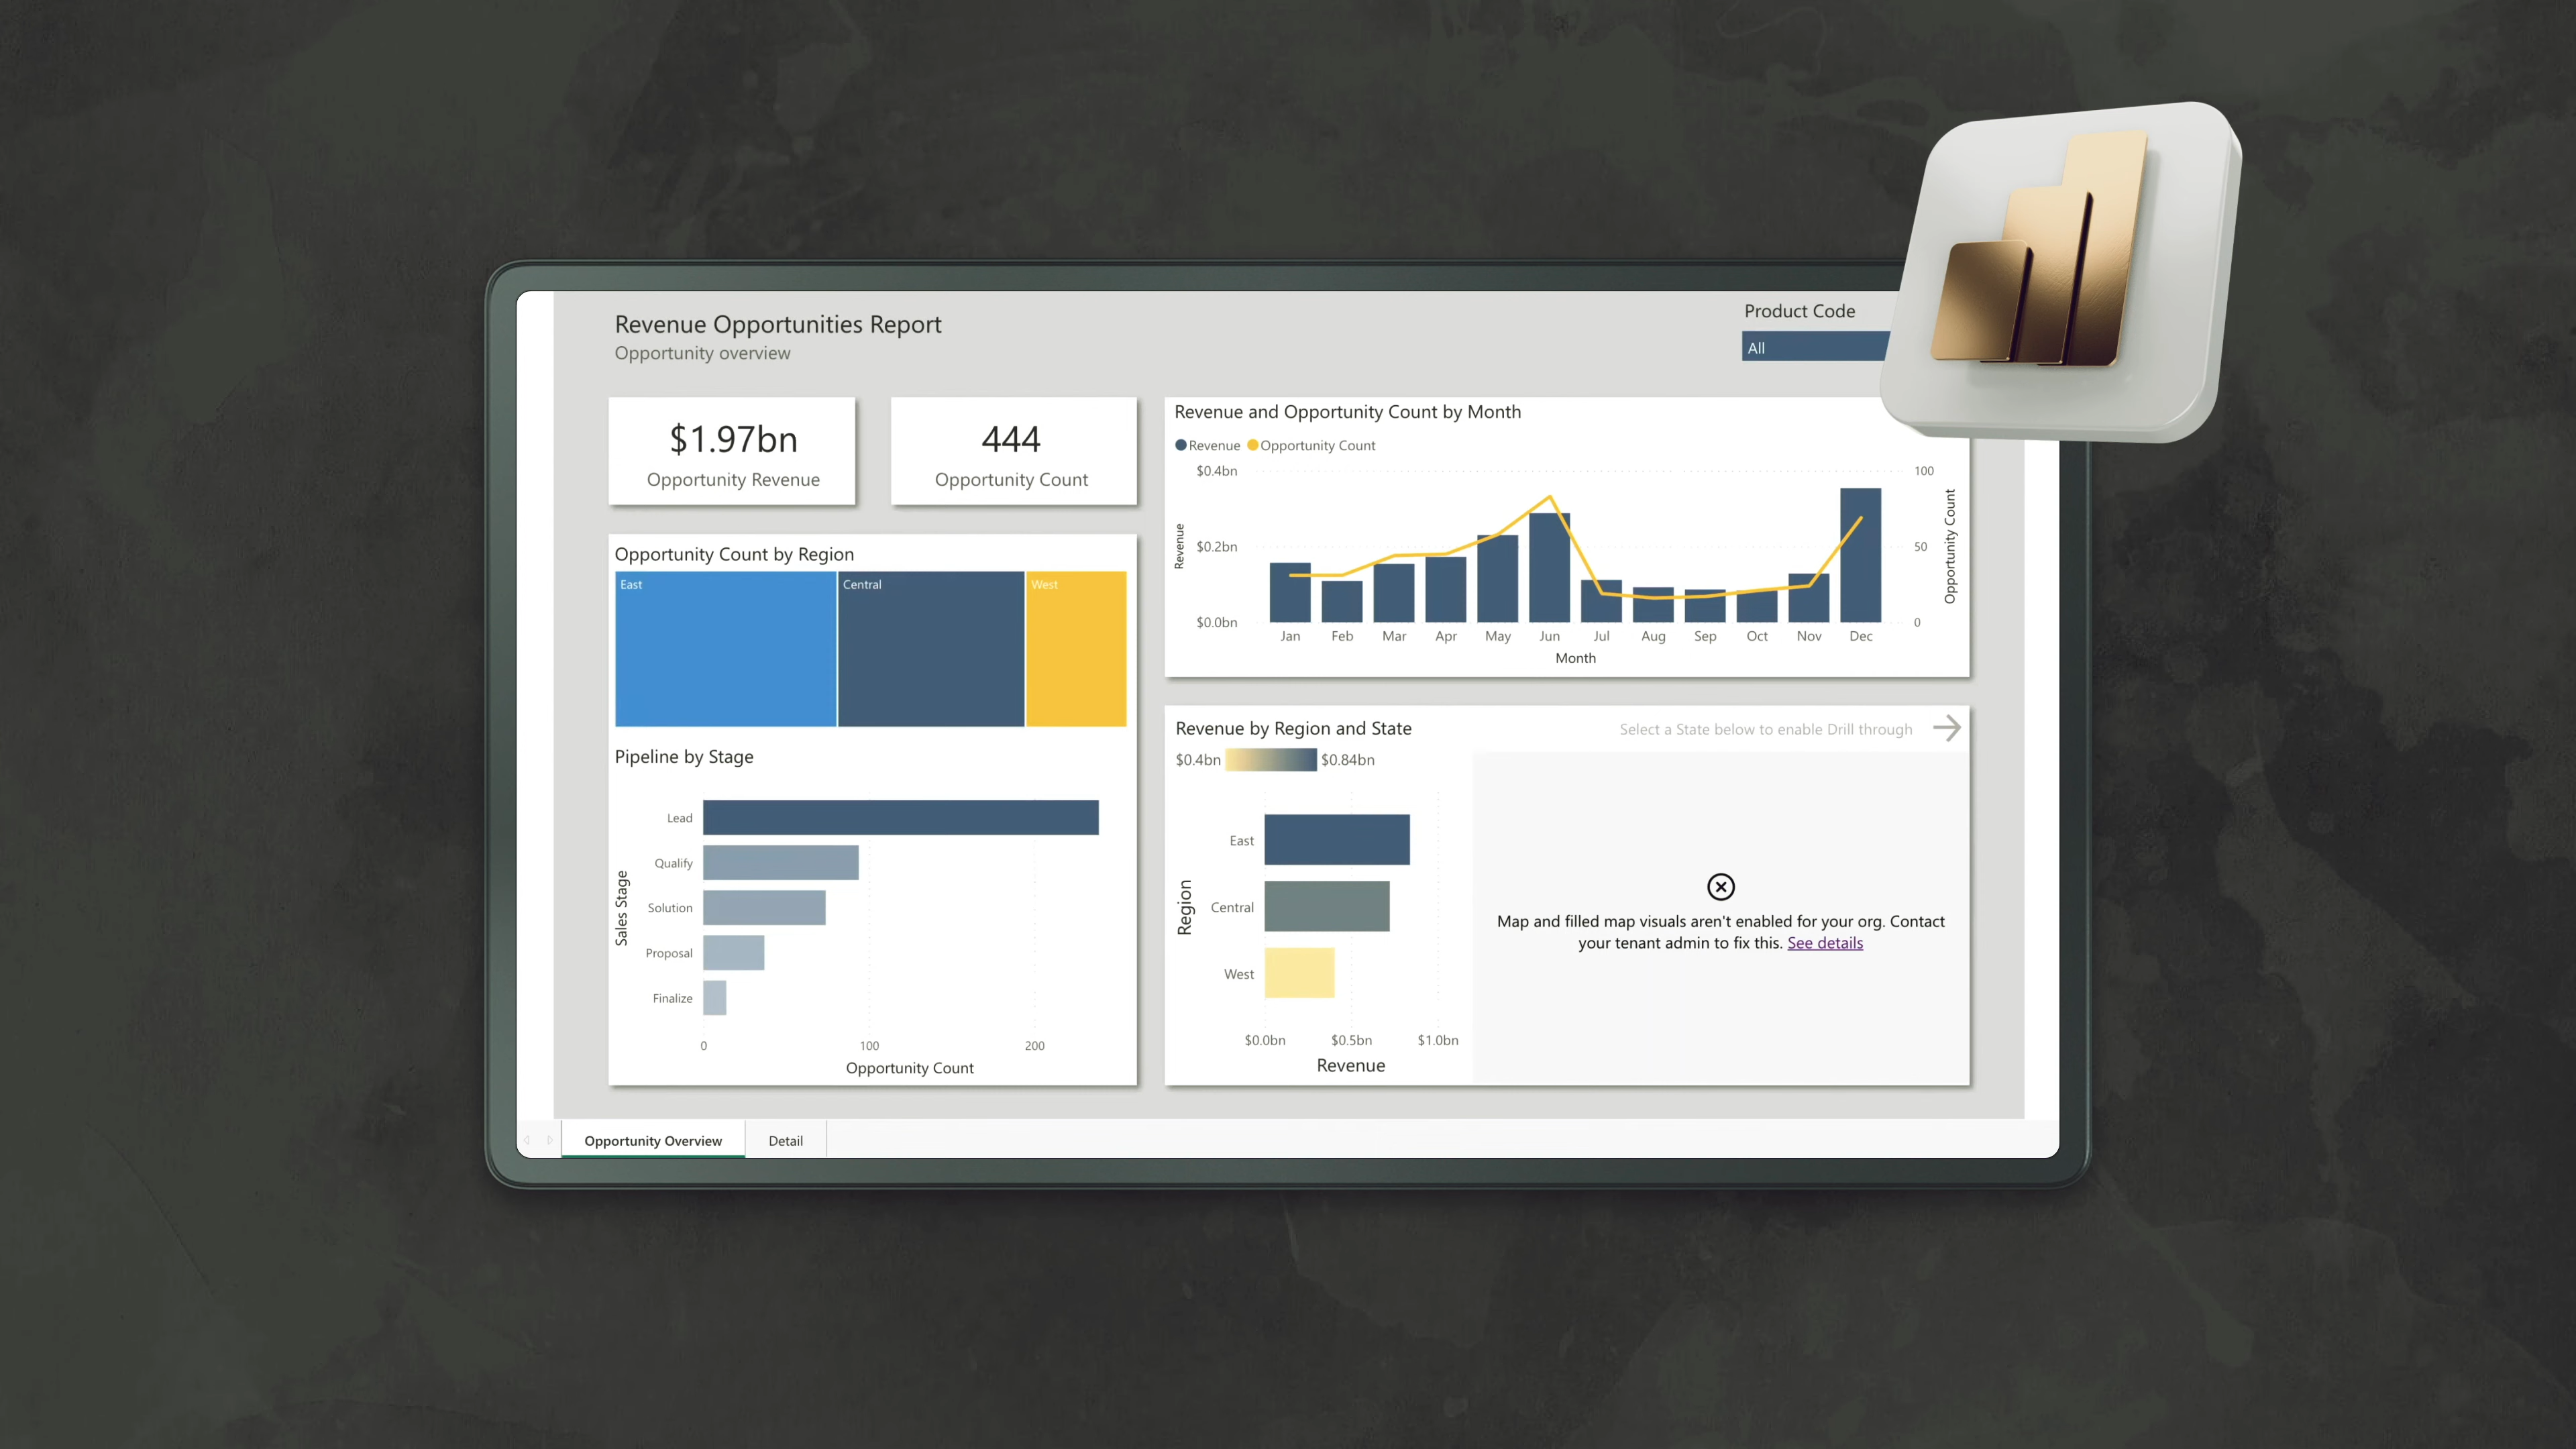 Revenue Opportunities Report
Opportunity overview
Product Code
All
$1.97bn
Opportunity Revenue
444
Opportunity Count
Revenue and Opportunity Count by Month
Revenue Opportunity Count
$0.4bn
$0.2bn
$0.0bn
Revenue
100
50
0
Opportunity Count
Jan Feb Mar Apr May Jun Jul Aug Sep Oct Nov Dec
Month
Opportunity Count by Region
East Central West
Pipeline by Stage
Sales Stage
Lead
Qualify
Solution
Proposal
Finalize
0 100 200
Opportunity Count
Revenue by Region and State
Select a State below to enable Drill through
$0.4bn $0.84bn
Region
East
Central
West
$0.0bn $0.5bn $1.0bn
Revenue
Map and filled map visuals aren't enabled for your org. Contact
your tenant admin to fix this. See details
Opportunity Overview Detail